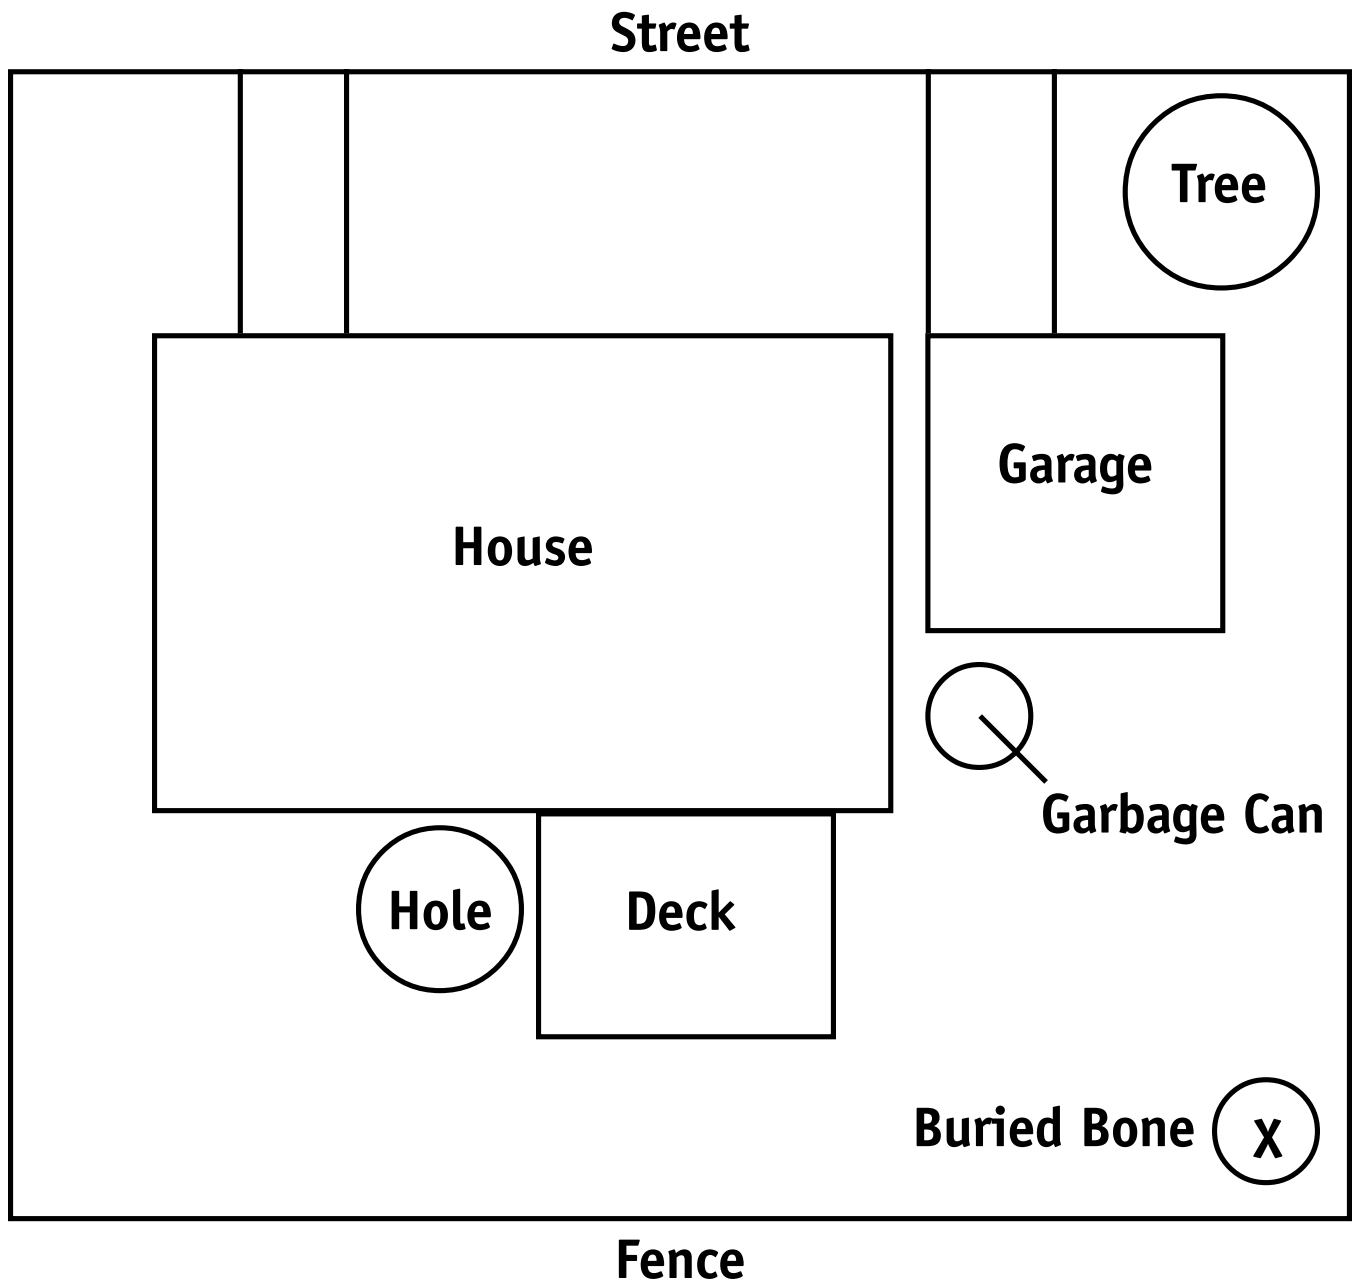 Street
Tree
Garage
House
Garbage Can
Hole
Deck
Buried Bone
X
Fence